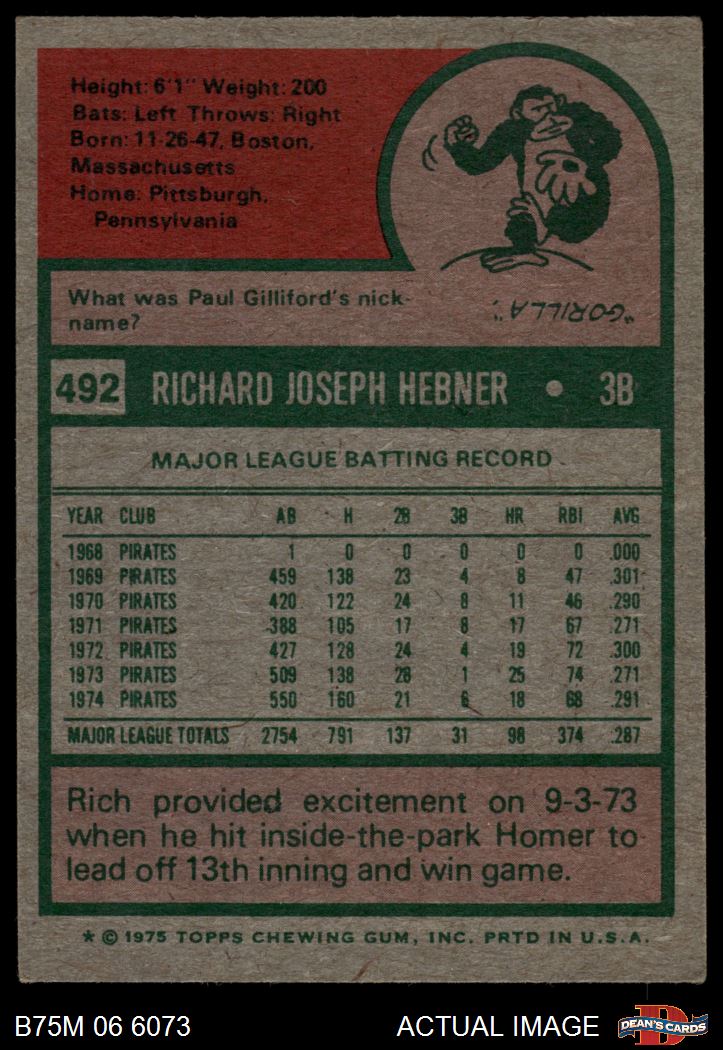 Height: 6'1" Weight: 200
Bats: Left Throws: Right
Born: 11-26-47, Boston,
Massachusetts
Home: Pittsburgh,
Pennsylvania
What was Paul Gilliford's nick-
name?
"GORILLA".
492 RICHARD JOSEPH HEBNER • 3B
MAJOR LEAGUE BATTING RECORD
YEAR CLUB AB H 2B 3B HR RBI AVG
1968 PIRATES 1 0 0 0 0 0 .000
1969 PIRATES 459 138 23 4 8 47 .301
1970 PIRATES 420 122 24 8 11 46 .290
1971 PIRATES 388 105 17 8 17 67 .271
1972 PIRATES 427 128 24 4 19 72 .300
1973 PIRATES 509 138 28 1 25 74 .271
1974 PIRATES 550 160 21 6 18 68 .291
MAJOR LEAGUE TOTALS 2754 791 137 31 98 374 .287
Rich provided excitement on 9-3-73
when he hit inside-the-park Homer to
lead off 13th inning and win game.
* © 1975 TOPPS CHEWING GUM, INC. PRTD IN U.S.A.
B75M 06 6073 ACTUAL IMAGE DEAN'S CARDS